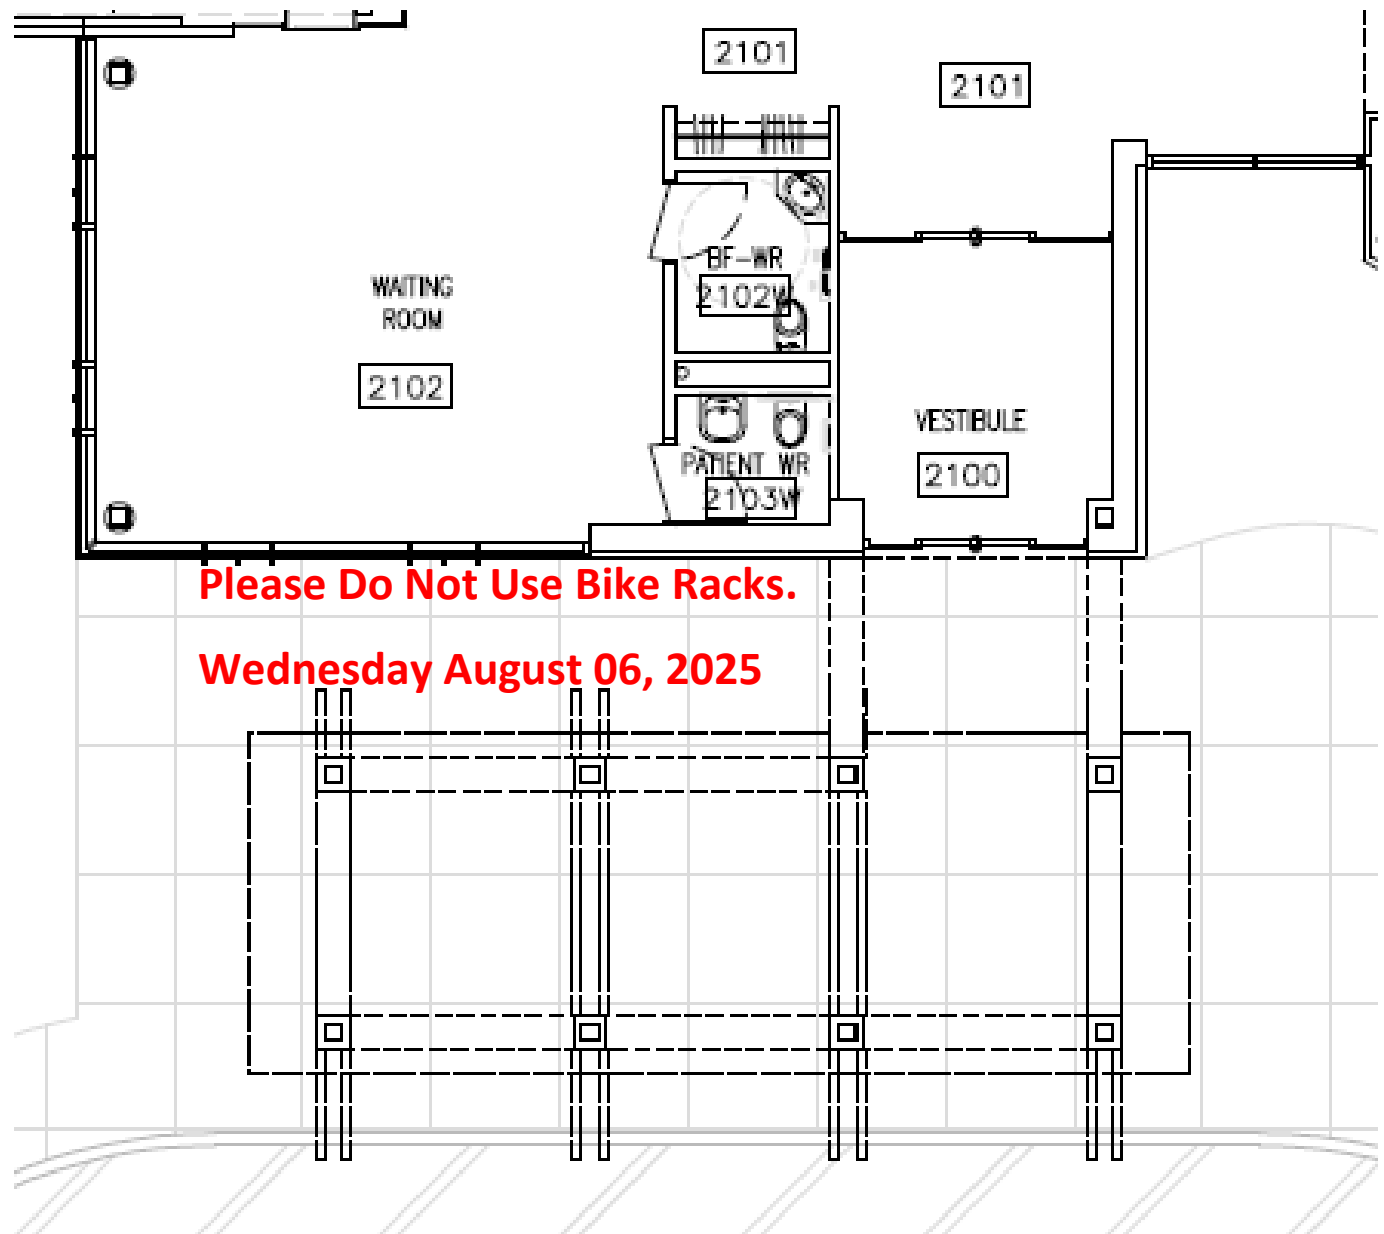 2101
2101
BF-WR
2102W
WAITING
ROOM
2102
VESTIBULE
2100
PATIENT WR
2103W
Please Do Not Use Bike Racks.
Wednesday August 06, 2025